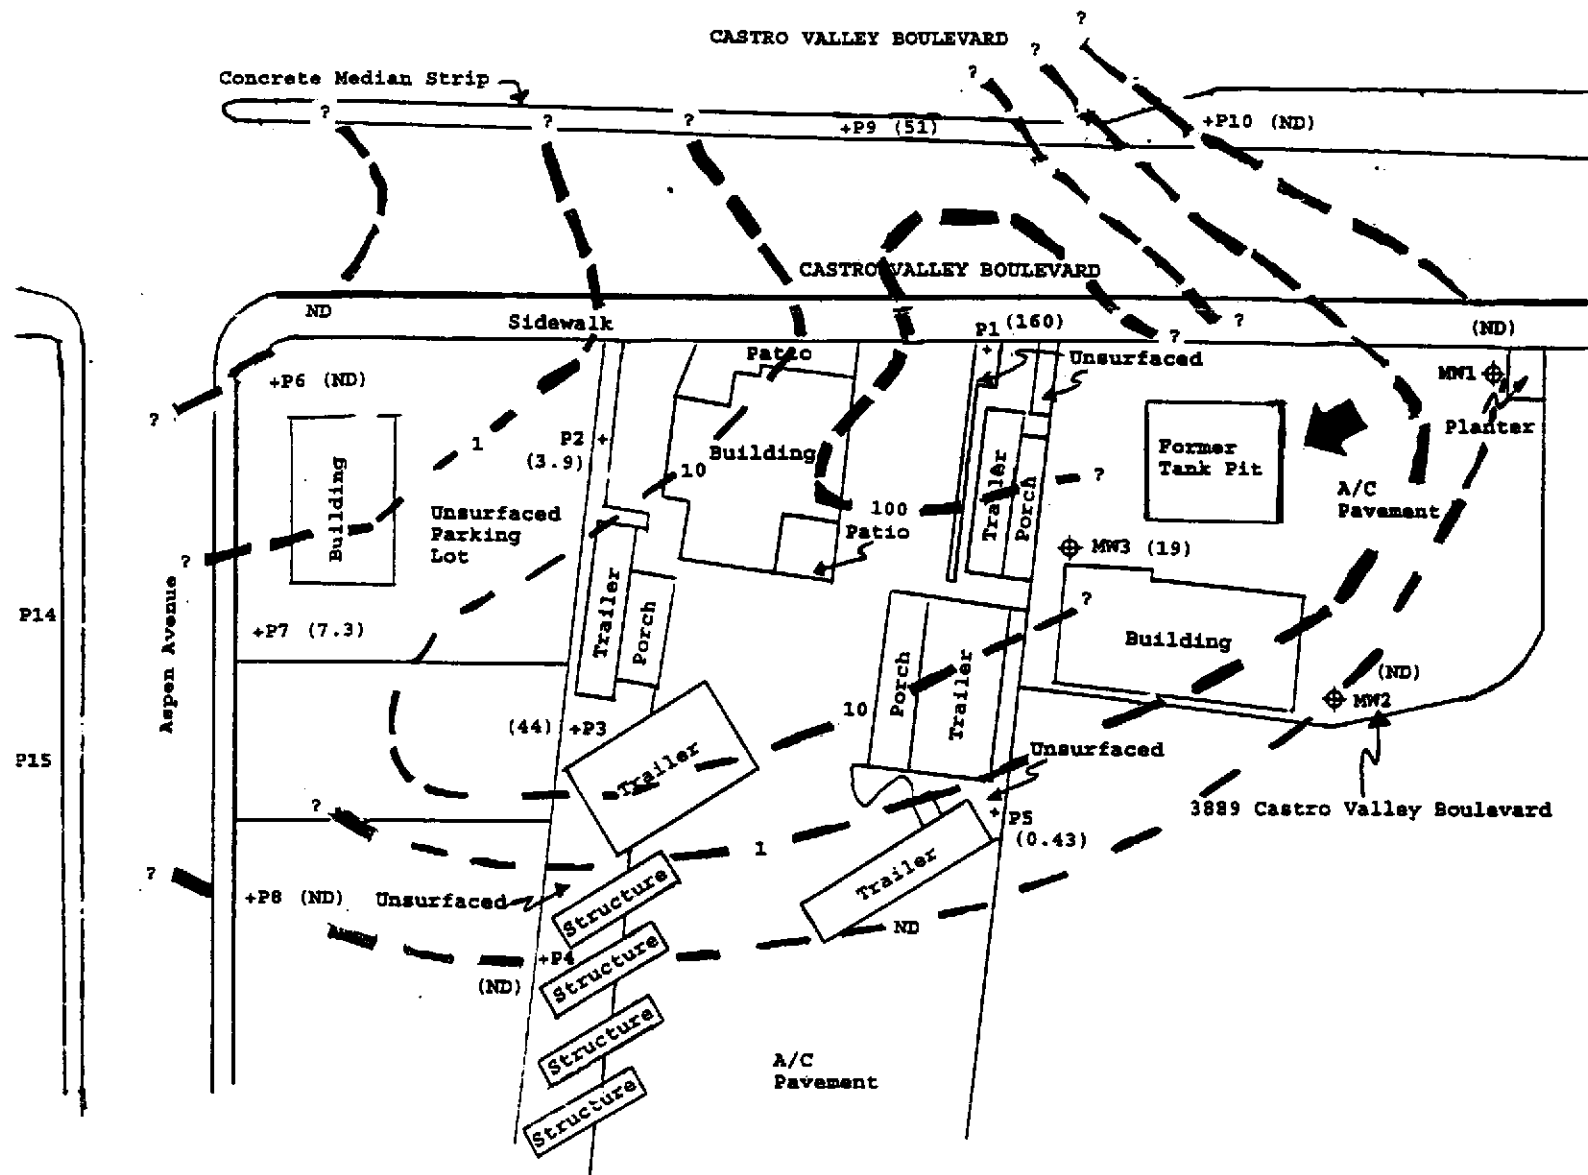 ?
CASTRO VALLEY BOULEVARD
?
?
Concrete Median Strip
?
?
?
+P9 (51)
+P10 (ND)
CASTRO VALLEY BOULEVARD
ND
Sidewalk
P1 (160)
?
?
(ND)
Patio
Unsurfaced
+P6 (ND)
MW1
?
Planter
1
P2 +
(3.9)
Building
10
Former
Tank Pit
?
A/C
Pavement
Building
Unsurfaced
Parking
Lot
100
Patio
Trailer
Porch
MW3 (19)
?
Aspen Avenue
P14
+P7 (7.3)
Trailer
Porch
?
Building
(ND)
MW2
Porch
Trailer
10
(44) +P3
P15
Trailer
Unsurfaced
3889 Castro Valley Boulevard
?
+
P5
(0.43)
1
Trailer
?
+P8 (ND)
Unsurfaced
Structure
ND
+P4
(ND)
Structure
Structure
Structure
A/C
Pavement